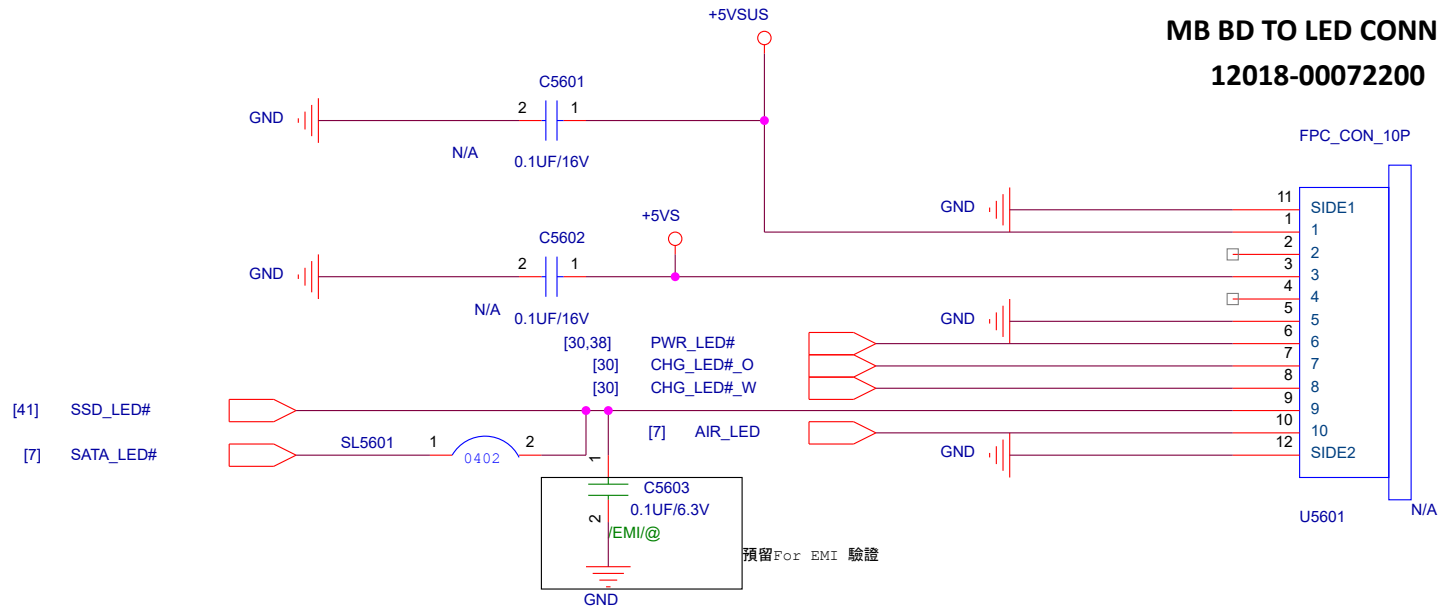 +5VSUS
MB BD TO LED CONN
12018-00072200
C5601
GND
2
1
N/A
0.1UF/16V
FPC_CON_10P
+5VS
C5602
GND
2
1
N/A
0.1UF/16V
GND
11
SIDE1
1
1
2
2
3
3
4
4
GND
5
5
[30,38] PWR_LED#
6
6
[30] CHG_LED#_O
7
7
[30] CHG_LED#_W
8
8
[41] SSD_LED#
9
9
[7] AIR_LED
10
10
[7] SATA_LED#
SL5601
1
2
0402
GND
12
SIDE2
1
C5603
0.1UF/6.3V
2
/EMI/@
預留For EMI 驗證
GND
U5601
N/A